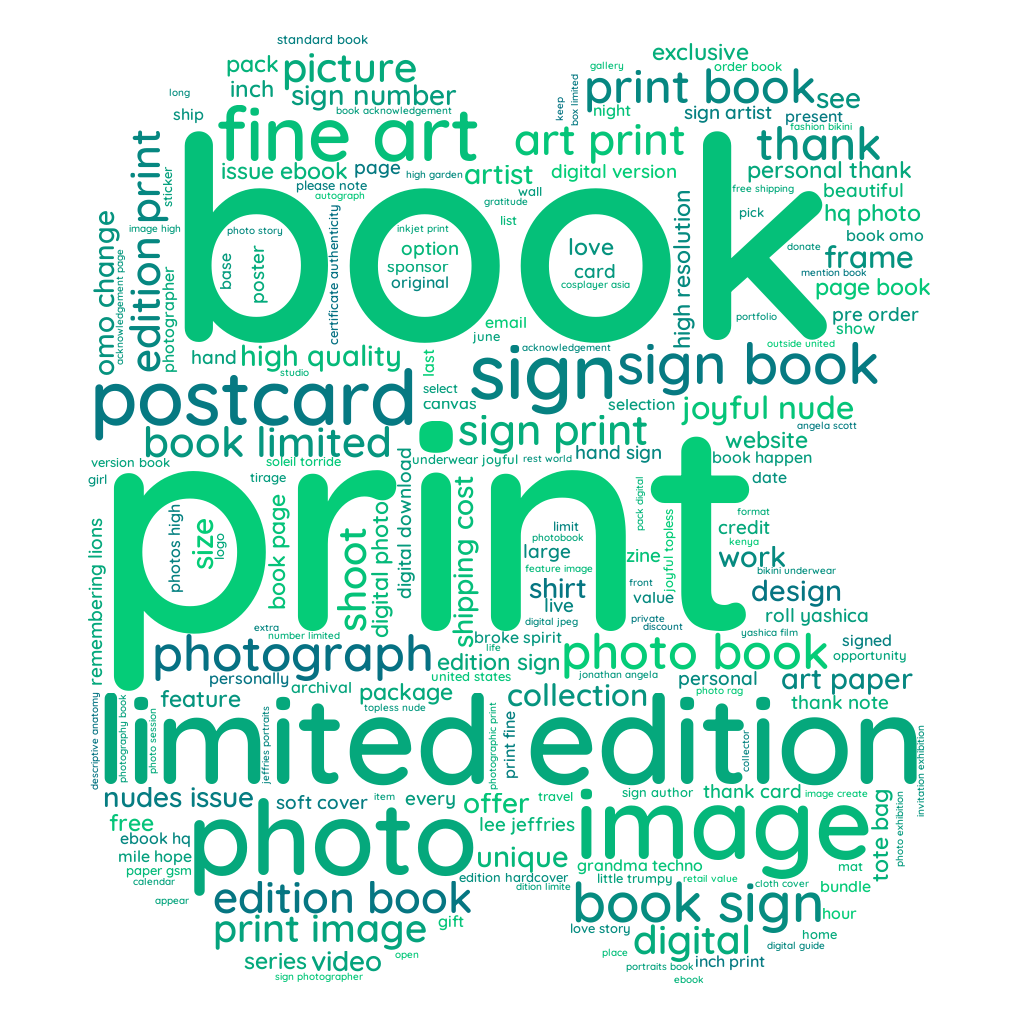 standard book
exclusive
pack
picture
gallery
order book
inch
sign number
print book
see
long
ship
book acknowledgement
keep
box limited
night
sign artist
present
fine art
art print
thank
fashion bikini
book
issue ebook
page
high garden
artist
digital version
personal thank
please note
autograph
gratitude
wall
free shipping
beautiful
sticker
edition print
omo change
acknowledgement page
image high
photographer
photo story
base
poster
certificate authenticity
inkjet print
option
sponsor
original
list
love
card
cosplayer asia
high resolution
pick
hq photo
book omo
donate
frame
mention book
page book
portfolio
pre order
show
email
june
hand
high quality
last
studio
acknowledgement
outside united
sign
sign book
postcard
select
canvas
selection
joyful nude
angela scott
book limited
sign print
website
version book
soleil torride
underwear joyful
rest world
hand sign
book happen
girl
tirage
date
print
remembering lions
photos high
size
logo
book page
shoot
digital photo
digital download
shipping cost
limit
photobook
large
feature image
shirt
live
digital jpeg
pack digital
zine
front
value
private
discount
joyful topless
format
credit
kenya
work
bikini underwear
design
roll yashica
yashica film
extra
number limited
broke spirit
life
photograph
personally
edition sign
united states
photo book
signed
opportunity
jonathan angela
personal
photo rag
art paper
archival
package
topless nude
collection
feature
thank note
descriptive anatomy
photography book
photo session
jeffries portraits
photographic print
print fine
collector
limited edition
invitation exhibition
photo exhibition
nudes issue
soft cover
item
every
offer
travel
sign author
thank card
image create
free
photo
lee jeffries
image
tote bag
ebook hq
mile hope
unique
grandma techno
paper gsm
calendar
edition hardcover
dition limite
little trumpy
retail value
cloth cover
mat
bundle
appear
edition book
book sign
hour
print image
gift
love story
digital
home
digital guide
series
video
open
place
portraits book
inch print
sign photographer
ebook